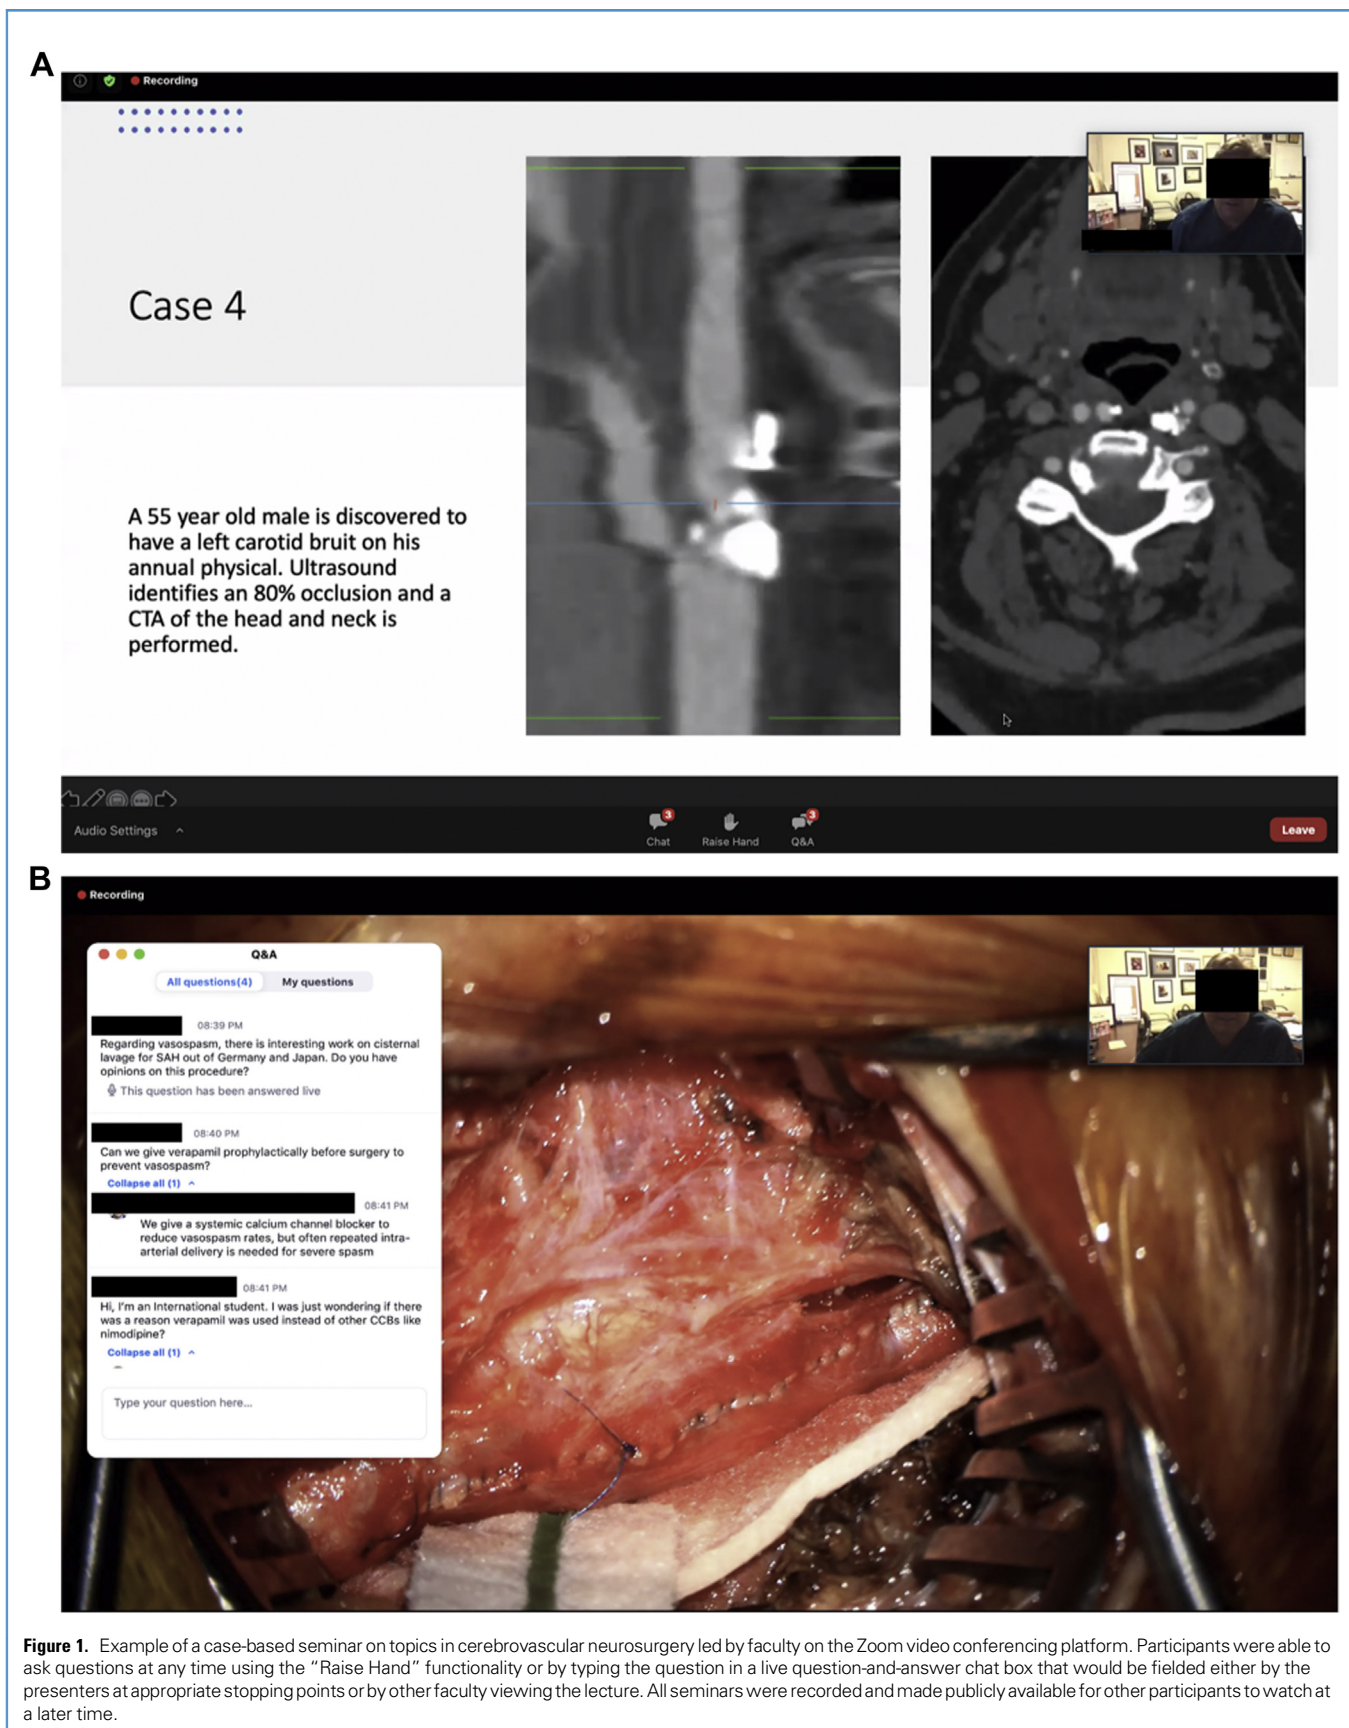 A
Recording
Case 4
A 55 year old male is discovered to
have a left carotid bruit on his
annual physical. Ultrasound
identifies an 80% occlusion and a
CTA of the head and neck is
performed.
Audio Settings
3
Chat
Raise Hand
3
Q&A
Leave
B
Recording
Q&A
All questions(4)
My questions
08:39 PM
Regarding vasospasm, there is interesting work on cisternal
lavage for SAH out of Germany and Japan. Do you have
opinions on this procedure?
This question has been answered live
08:40 PM
Can we give verapamil prophylactically before surgery to
prevent vasospasm?
Collapse all (1)
08:41 PM
We give a systemic calcium channel blocker to
reduce vasospasm rates, but often repeated intra-
arterial delivery is needed for severe spasm
08:41 PM
Hi, I'm an International student. I was just wondering if there
was a reason verapamil was used instead of other CCBs like
nimodipine?
Collapse all (1)
Type your question here...
Figure 1. Example of a case-based seminar on topics in cerebrovascular neurosurgery led by faculty on the Zoom video conferencing platform. Participants were able to
ask questions at any time using the “Raise Hand” functionality or by typing the question in a live question-and-answer chat box that would be fielded either by the
presenters at appropriate stopping points or by other faculty viewing the lecture. All seminars were recorded and made publicly available for other participants to watch at
a later time.